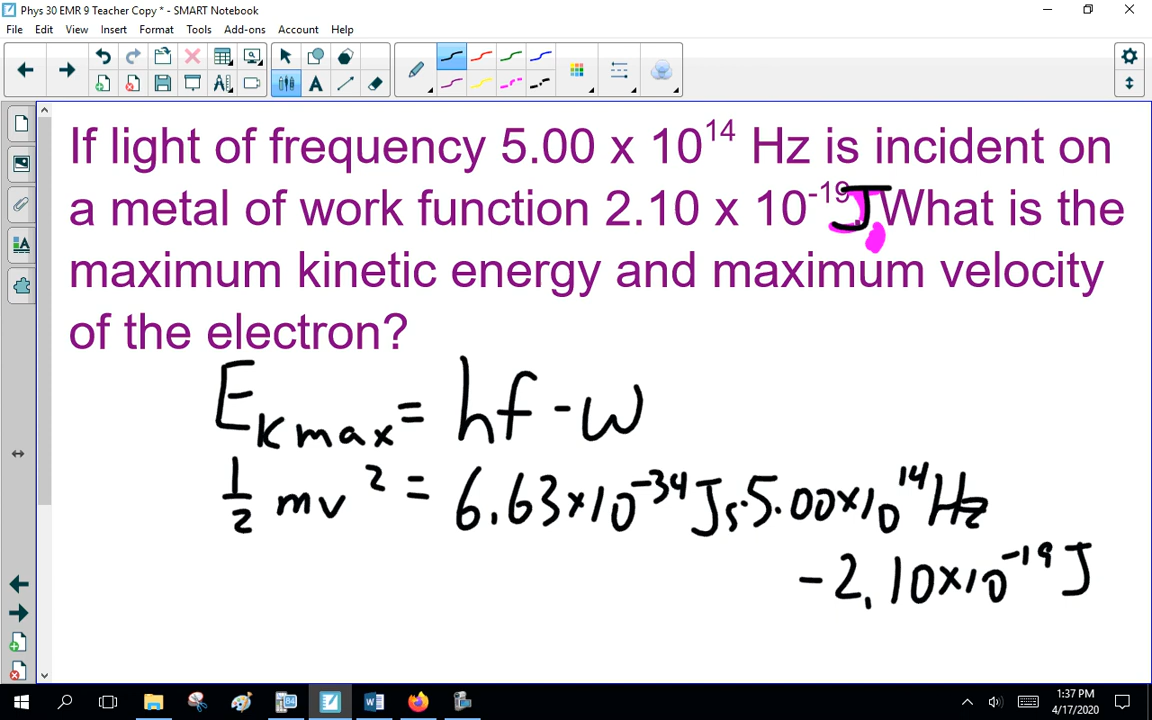 Phys 30 EMR 9 Teacher Copy * - SMART Notebook
File Edit View Insert Format Tools Add-ons Account Help
If light of frequency 5.00 x 10¹⁴ Hz is incident on
a metal of work function 2.10 x 10⁻¹⁹ J What is the
maximum kinetic energy and maximum velocity
of the electron?
E_K max = hf - W
1/2 mv² = 6.63×10⁻³⁴ Js·5.00×10¹⁴ Hz
- 2.10×10⁻¹⁹ J
1:37 PM
4/17/2020